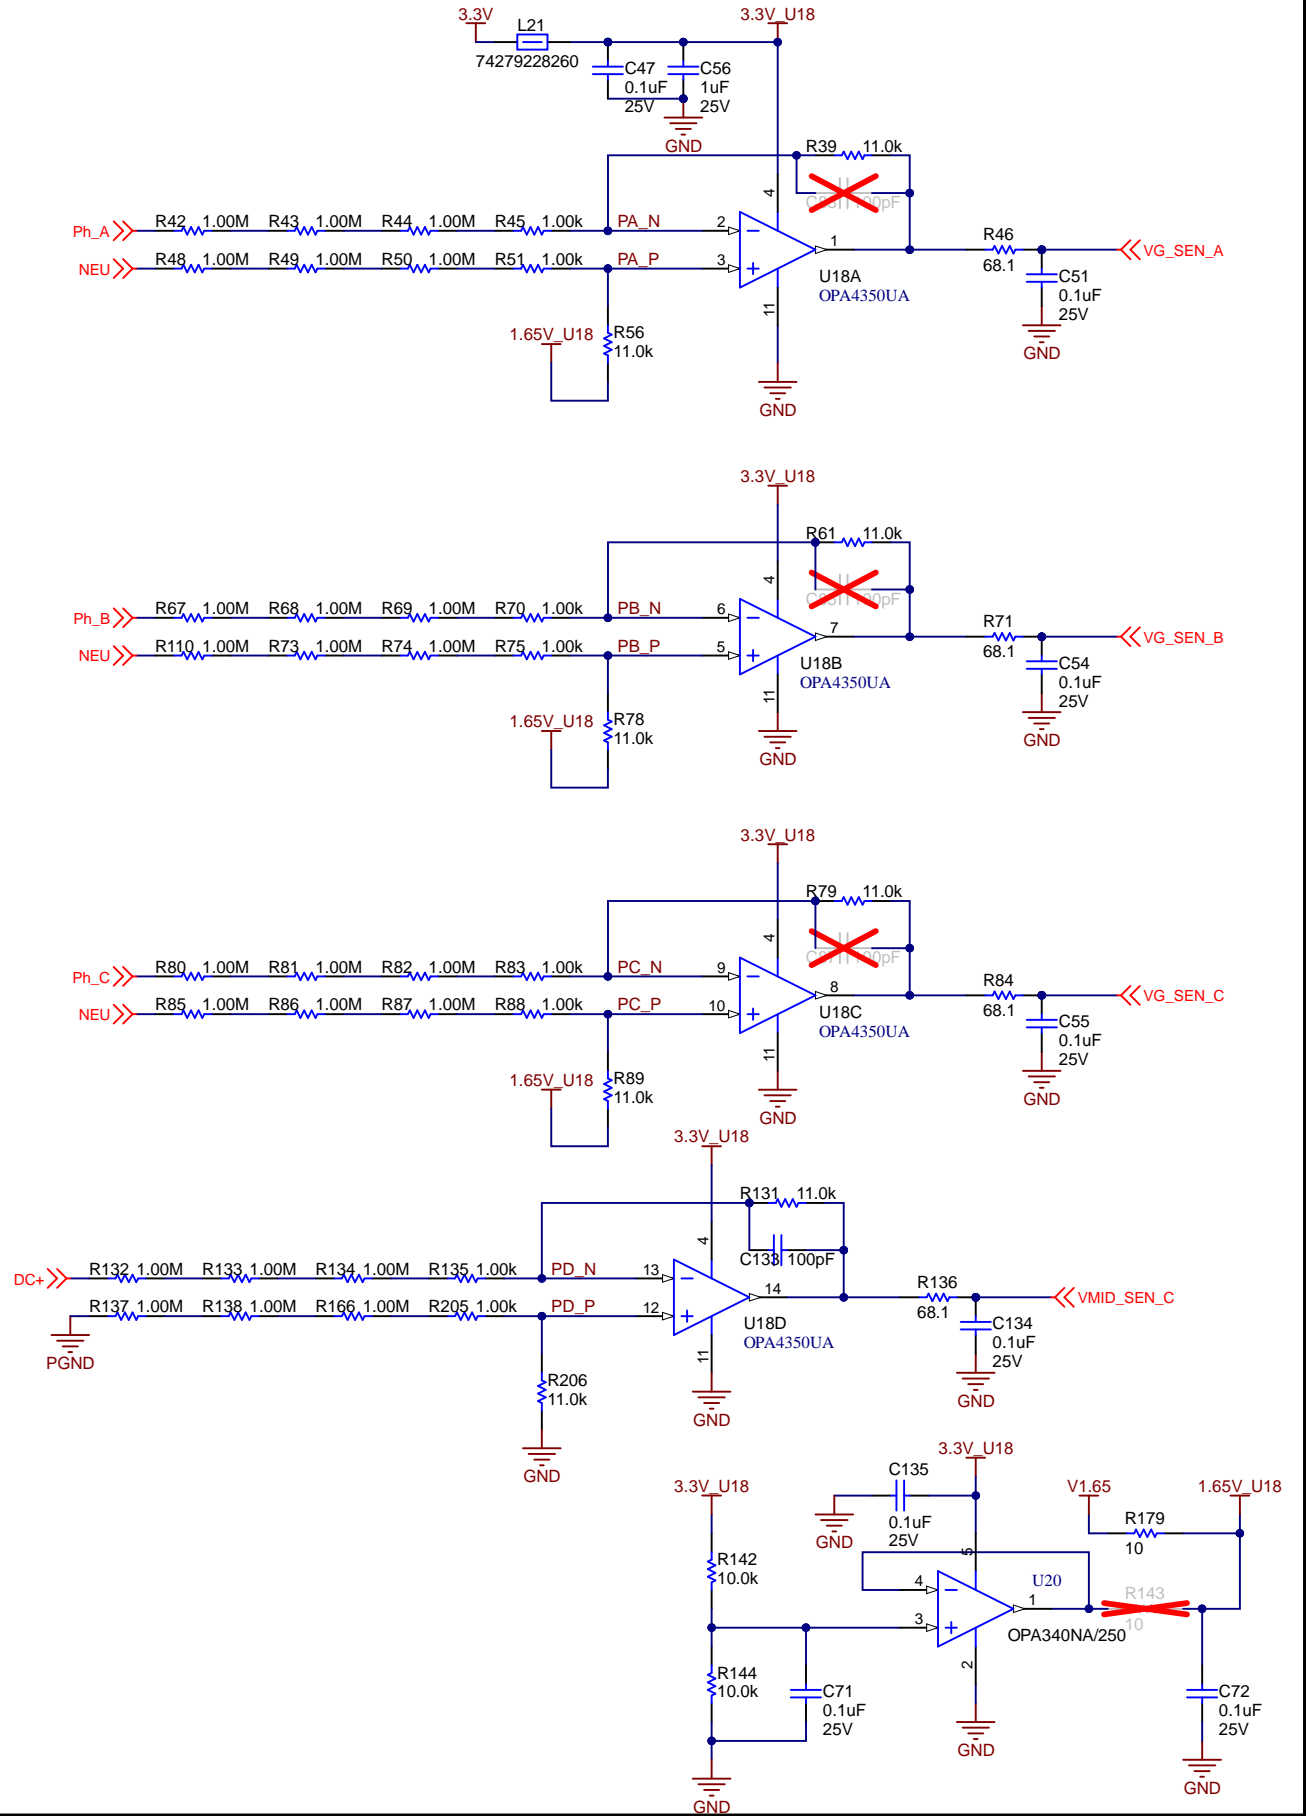 3.3V
L21
74279228260
3.3V_U18
C47
0.1uF
25V
C56
1uF
25V
GND
R39 11.0k
4
Ph_A R42 1.00M R43 1.00M R44 1.00M R45 1.00k PA_N 2
NEU R48 1.00M R49 1.00M R50 1.00M R51 1.00k PA_P 3
1
U18A
OPA4350UA
11
GND
R46
68.1
VG_SEN_A
C51
0.1uF
25V
GND
1.65V_U18
R56
11.0k
3.3V_U18
R61 11.0k
4
Ph_B R67 1.00M R68 1.00M R69 1.00M R70 1.00k PB_N 6
NEU R110 1.00M R73 1.00M R74 1.00M R75 1.00k PB_P 5
7
U18B
OPA4350UA
11
GND
R71
68.1
VG_SEN_B
C54
0.1uF
25V
GND
1.65V_U18
R78
11.0k
3.3V_U18
R79 11.0k
4
Ph_C R80 1.00M R81 1.00M R82 1.00M R83 1.00k PC_N 9
NEU R85 1.00M R86 1.00M R87 1.00M R88 1.00k PC_P 10
8
U18C
OPA4350UA
11
GND
R84
68.1
VG_SEN_C
C55
0.1uF
25V
GND
1.65V_U18
R89
11.0k
3.3V_U18
R131 11.0k
C133 100pF
4
DC+ R132 1.00M R133 1.00M R134 1.00M R135 1.00k PD_N 13
R137 1.00M R138 1.00M R166 1.00M R205 1.00k PD_P 12
PGND
14
U18D
OPA4350UA
11
GND
R136
68.1
VMID_SEN_C
C134
0.1uF
25V
GND
R206
11.0k
GND
3.3V_U18
R142
10.0k
R144
10.0k
C71
0.1uF
25V
GND
3.3V_U18
C135
0.1uF
25V
GND
5
4
3
1
2
U20
OPA340NA/250
GND
V1.65
R179
10
1.65V_U18
R143
10
C72
0.1uF
25V
GND